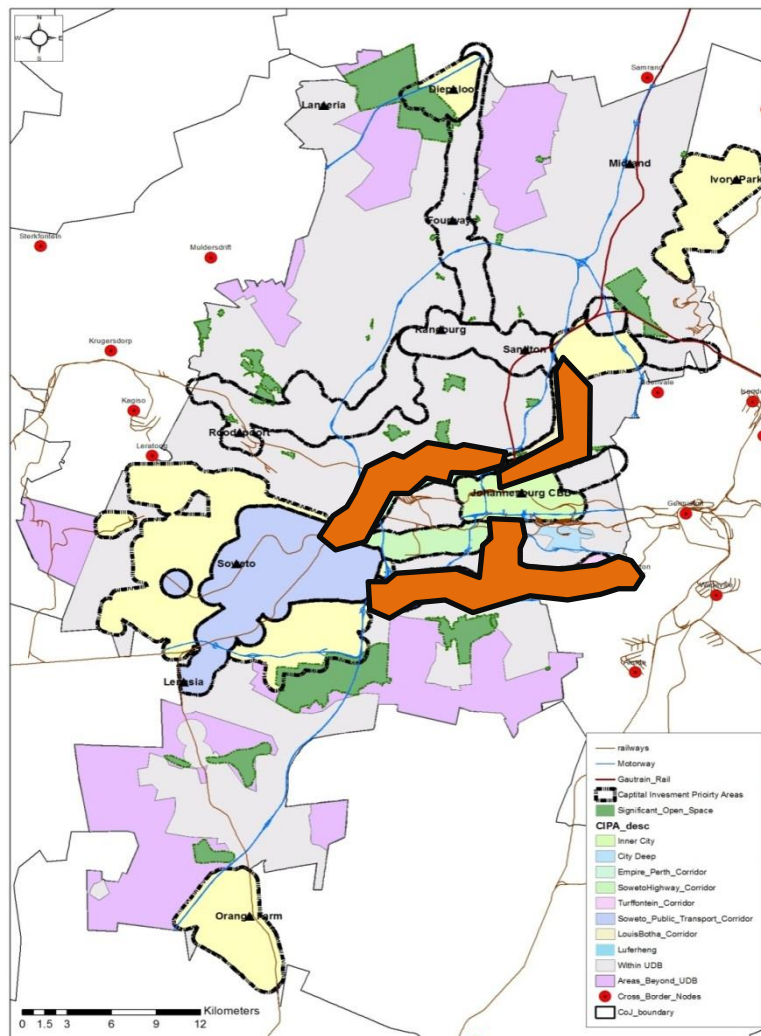 N
W E
S
Samrand
Diepsloot
Lanseria
Midrand
Ivory Park
Fourways
Sterkfontein
Muldersdrift
Randburg
Krugersdorp
Sandton
Edenvale
Kagiso
Roodepoort
Leratong
Johannesburg CBD
Soweto
Lenasia
Orange Farm
railways
Motorway
Gautrain_Rail
Captital Invesment Prioirty Areas
Significant_Open_Space
CIPA_desc
Inner City
City Deep
Empire_Perth_Corridor
SowetoHighway_Corridor
Turffontein_Corridor
Soweto_Public_Transport_Corridor
LouisBotha_Corridor
Luferheng
Within UDB
Areas_Beyond_UDB
Cross_Border_Nodes
CoJ_boundary
Kilometers
0 1.5 3 6 9 12